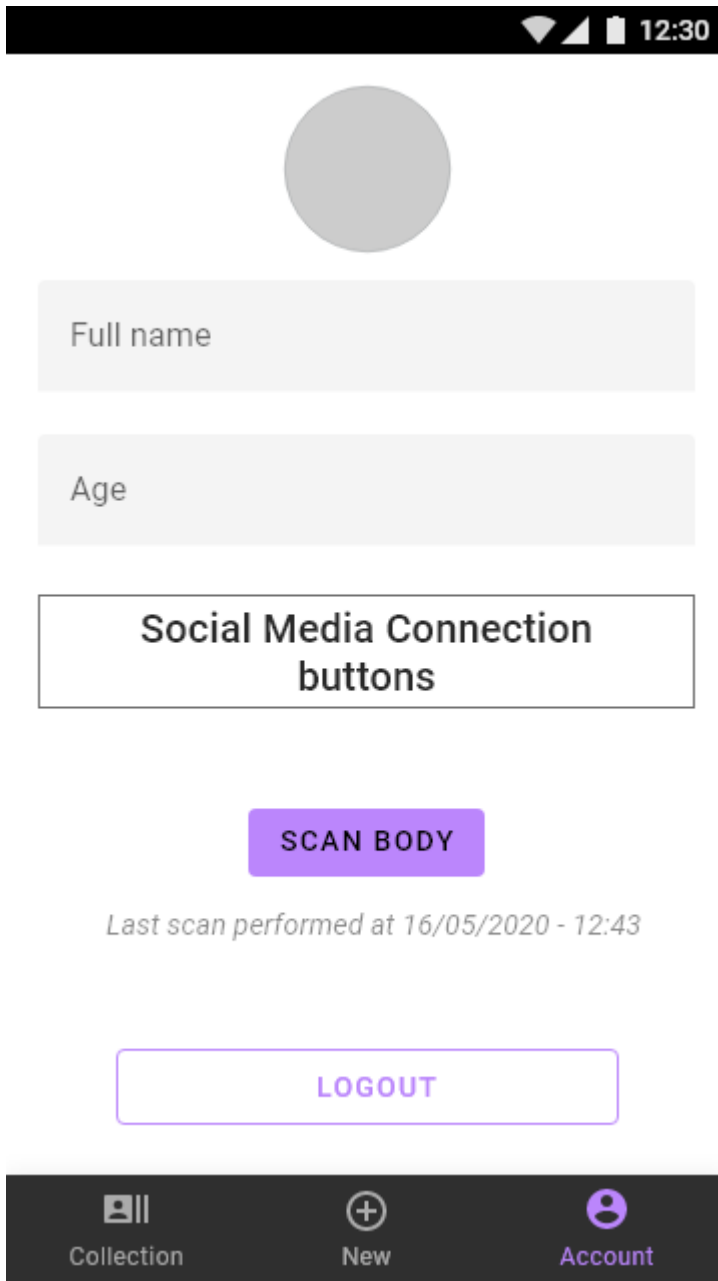 12:30
Full name
Age
Social Media Connection
buttons
SCAN BODY
Last scan performed at 16/05/2020 - 12:43
LOGOUT
Collection
New
Account